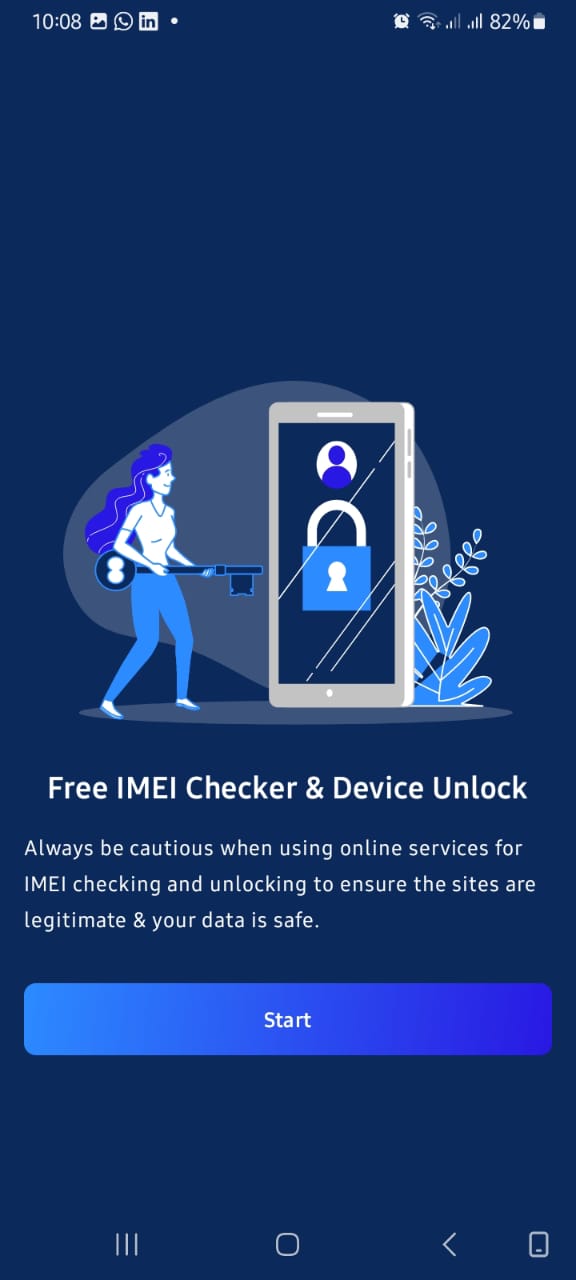 10:08 82%
Free IMEI Checker & Device Unlock
Always be cautious when using online services for
IMEI checking and unlocking to ensure the sites are
legitimate & your data is safe.
Start